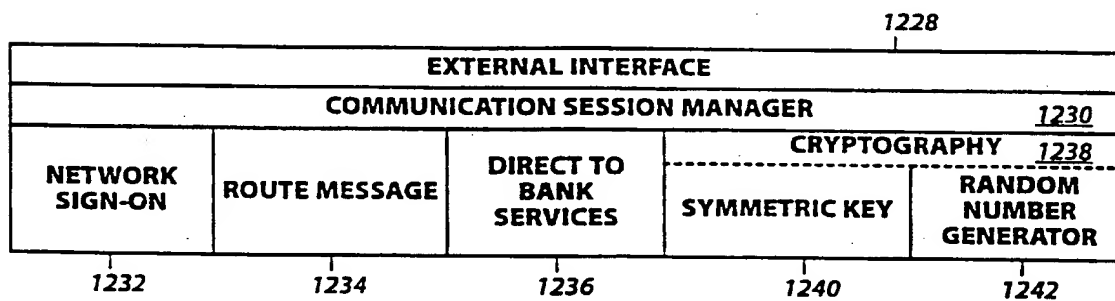 1228
EXTERNAL INTERFACE
COMMUNICATION SESSION MANAGER 1230
NETWORK
SIGN-ON
ROUTE MESSAGE
DIRECT TO
BANK
SERVICES
CRYPTOGRAPHY 1238
SYMMETRIC KEY
RANDOM
NUMBER
GENERATOR
1232 1234 1236 1240 1242